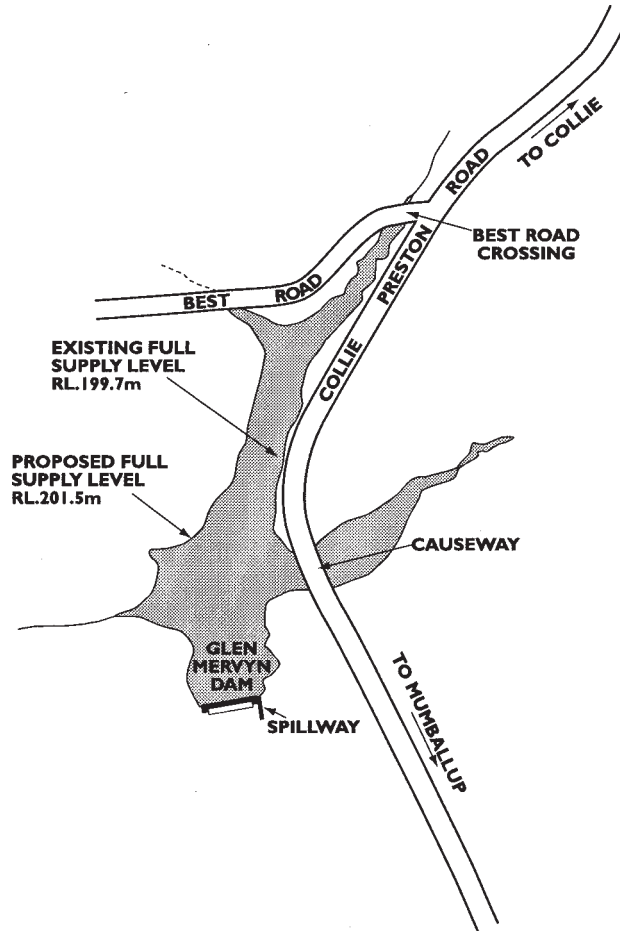 TO COLLIE
ROAD
BEST ROAD
CROSSING
PRESTON
BEST ROAD
COLLIE
EXISTING FULL
SUPPLY LEVEL
RL.199.7m
PROPOSED FULL
SUPPLY LEVEL
RL.201.5m
CAUSEWAY
GLEN
MERVYN
DAM
SPILLWAY
TO MUMBALLUP